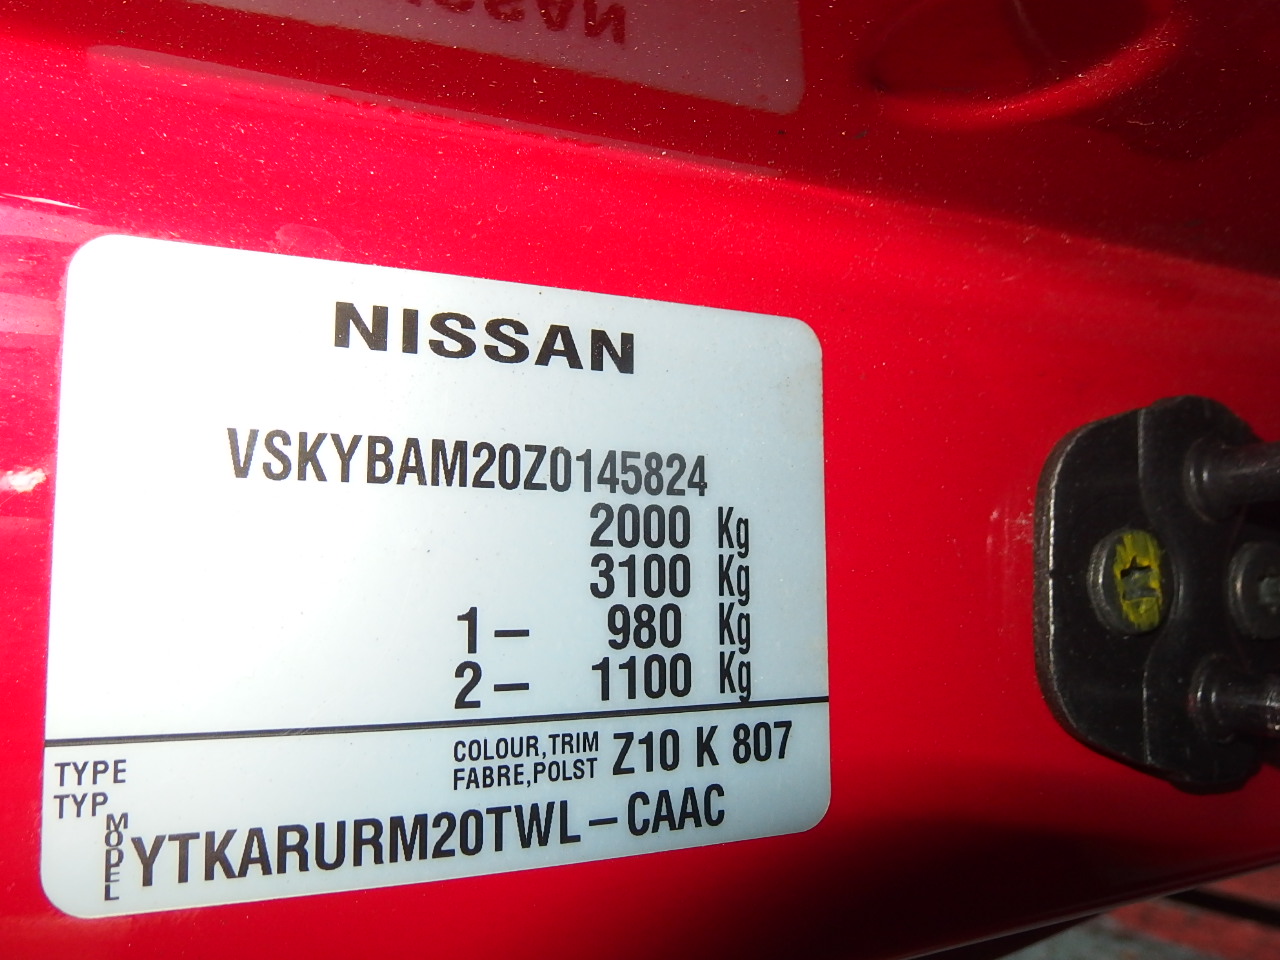 NISSAN
NISSAN
VSKYBAM20Z0145824
2000 Kg
3100 Kg
1– 980 Kg
2– 1100 Kg
TYPE
TYP
COLOUR,TRIM
FABRE,POLST
Z10 K 807
MODEL
YTKARURM20TWL–CAAC